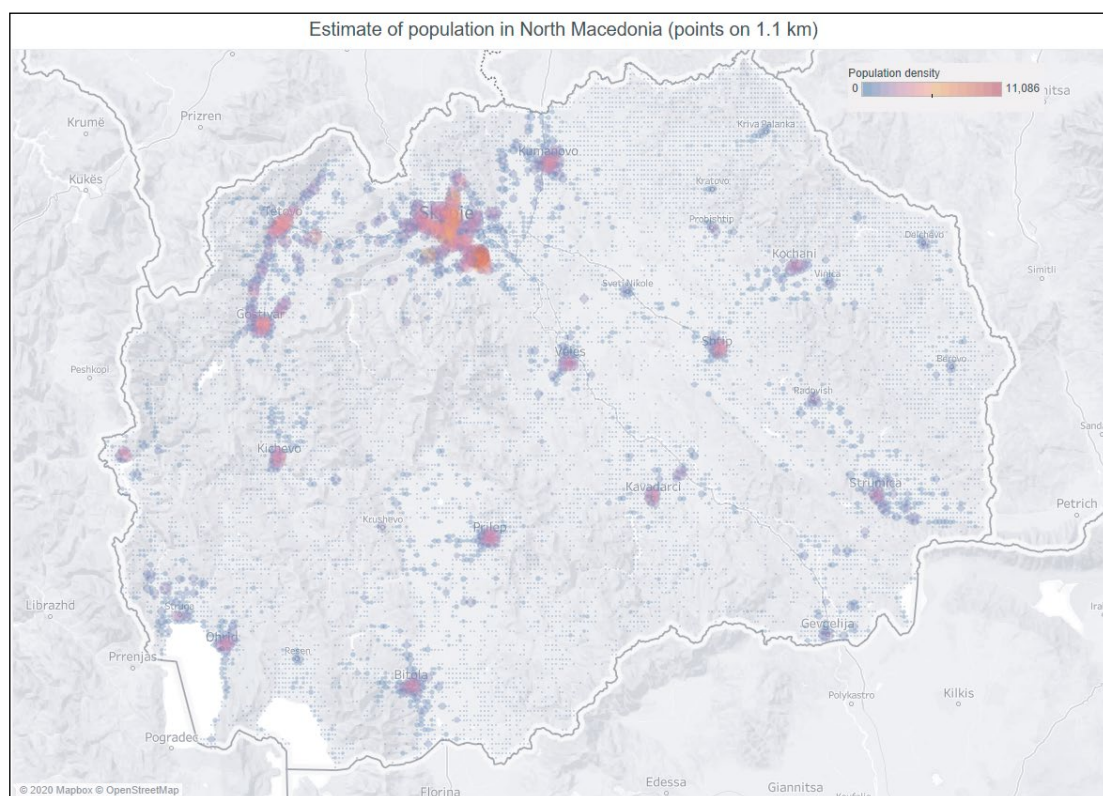 Estimate of population in North Macedonia (points on 1.1 km)
Population density
0 11,086
Krumë
Prizren
Kukës
Kriva Palanka
Kumanovo
Kratovo
Tetovo
Skopje
Probishtip
Delchevo
Kochani
Vinica
Simitli
Sveti Nikole
Gostivar
Shtip
Veles
Peshkopi
Berovo
Radovish
Kichevo
Kavadarci
Strumica
Petrich
Krushevo
Prilep
Librazhd
Struga
Ohrid
Gevgelija
Prrenjas
Resen
Bitola
Polykastro
Kilkis
Pogradec
Edessa
Giannitsa
Florina
© 2020 Mapbox © OpenStreetMap